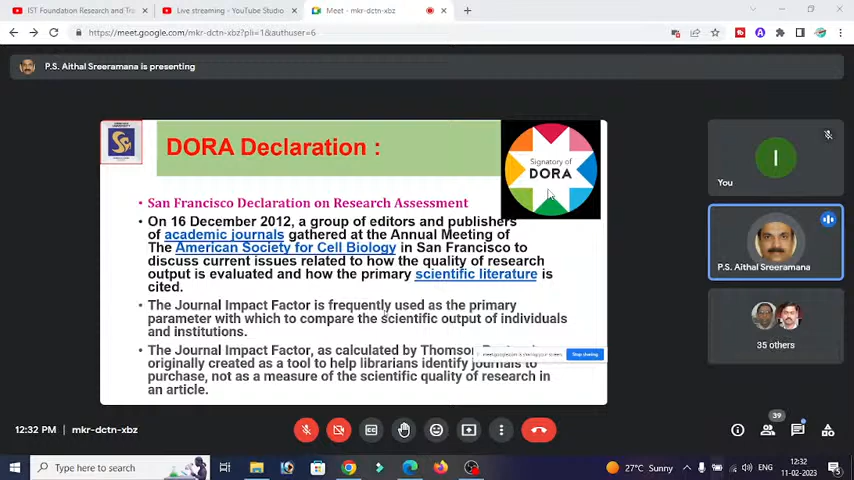 IST Foundation Research and Tra
Live streaming - YouTube Studio
Meet - mkr-dctn-xbz
https://meet.google.com/mkr-dctn-xbz?pli=1&authuser=6
P.S. Aithal Sreeramana is presenting
DORA Declaration :
Signatory of
DORA
• San Francisco Declaration on Research Assessment
• On 16 December 2012, a group of editors and publishers
of academic journals gathered at the Annual Meeting of
The American Society for Cell Biology in San Francisco to
discuss current issues related to how the quality of research
output is evaluated and how the primary scientific literature is
cited.
• The Journal Impact Factor is frequently used as the primary
parameter with which to compare the scientific output of individuals
and institutions.
• The Journal Impact Factor, as calculated by Thomson
originally created as a tool to help librarians identify journals to
purchase, not as a measure of the scientific quality of research in
an article.
Stop sharing
I
You
P.S. Aithal Sreeramana
35 others
12:32 PM | mkr-dctn-xbz
39
Type here to search
27°C Sunny
ENG
12:32
11-02-2023